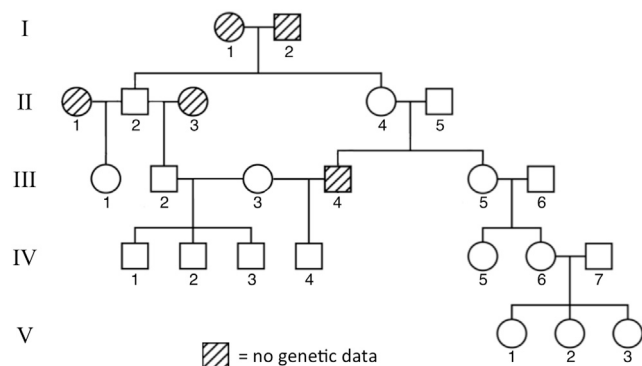 I
1 2
II
1 2 3 4 5
III
1 2 3 4 5 6
IV
1 2 3 4 5 6 7
V
1 2 3
= no genetic data